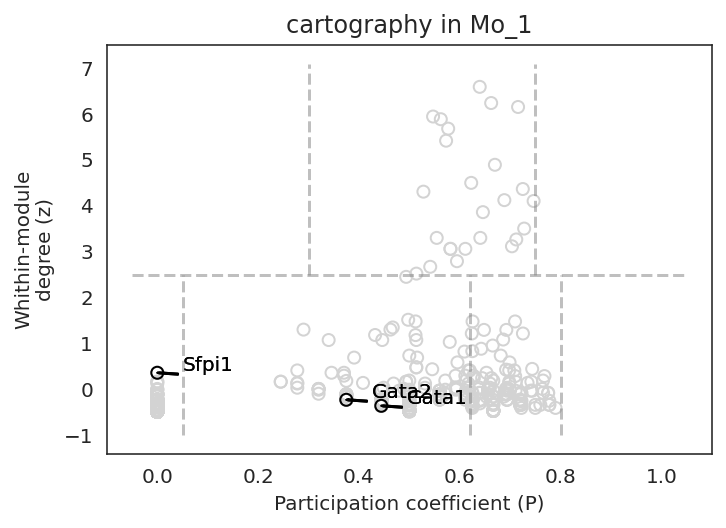 cartography in Mo_1
Whithin-module
degree (z)
7
6
5
4
3
2
1
0
−1
Sfpi1
Gata2
Gata1
0.0 0.2 0.4 0.6 0.8 1.0
Participation coefficient (P)